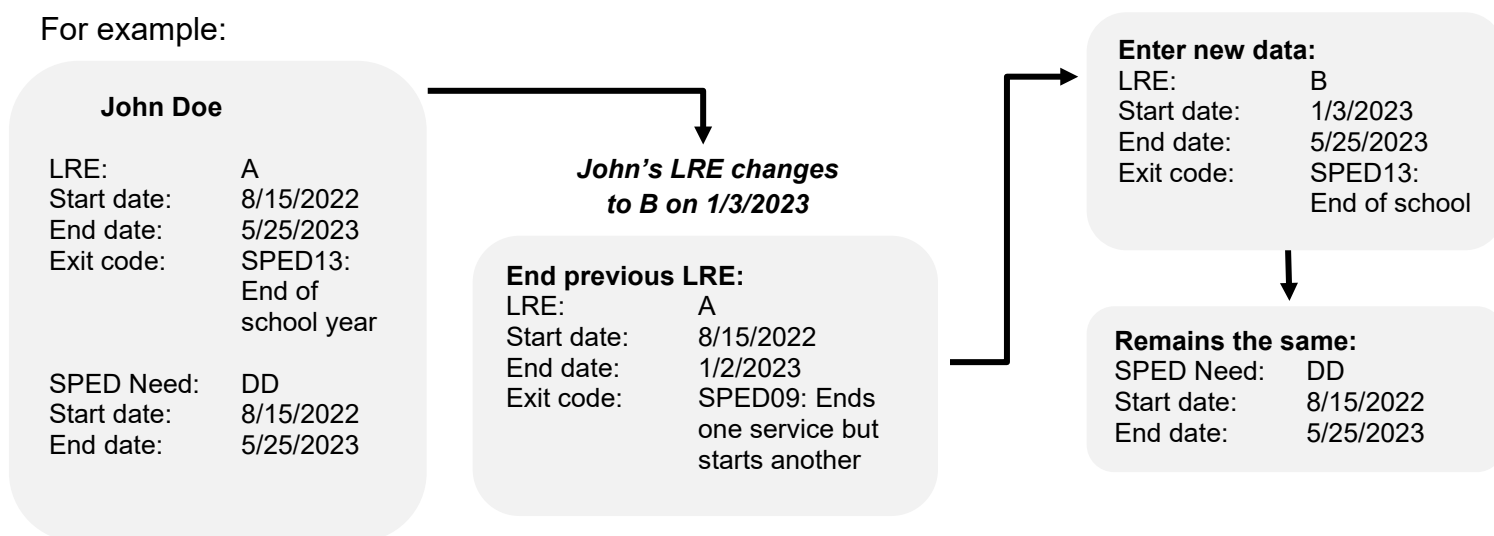 For example:
John Doe
LRE: A
Start date: 8/15/2022
End date: 5/25/2023
Exit code: SPED13:
End of
school year
SPED Need: DD
Start date: 8/15/2022
End date: 5/25/2023
John's LRE changes
to B on 1/3/2023
End previous LRE:
LRE: A
Start date: 8/15/2022
End date: 1/2/2023
Exit code: SPED09: Ends
one service but
starts another
Enter new data:
LRE: B
Start date: 1/3/2023
End date: 5/25/2023
Exit code: SPED13:
End of school
Remains the same:
SPED Need: DD
Start date: 8/15/2022
End date: 5/25/2023